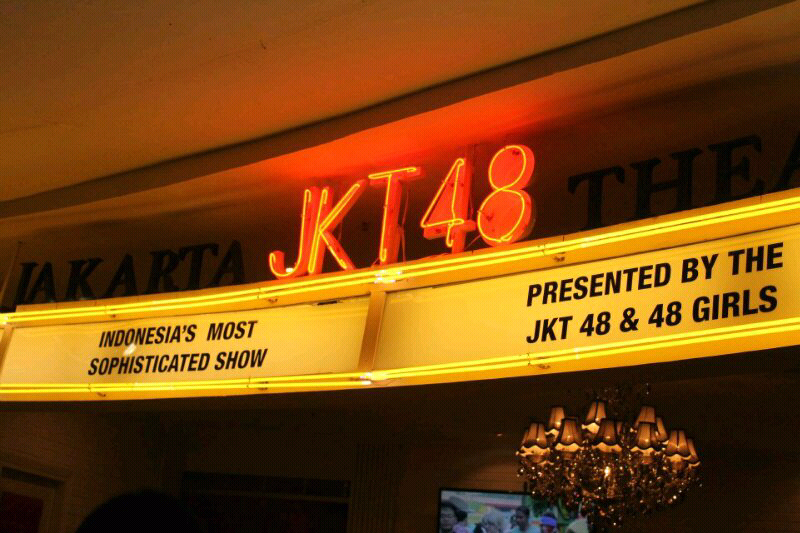 JAKARTA JKT48
INDONESIA'S MOST
SOPHISTICATED SHOW
PRESENTED BY THE
JKT 48 & 48 GIRLS